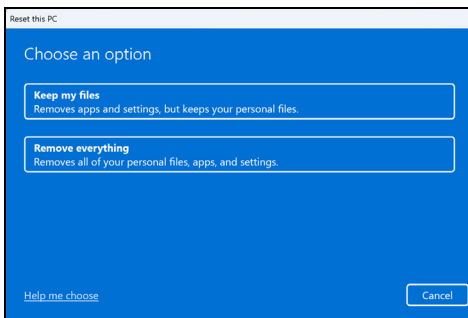 Reset this PC
Choose an option
Keep my files
Removes apps and settings, but keeps your personal files.
Remove everything
Removes all of your personal files, apps, and settings.
Help me choose
Cancel